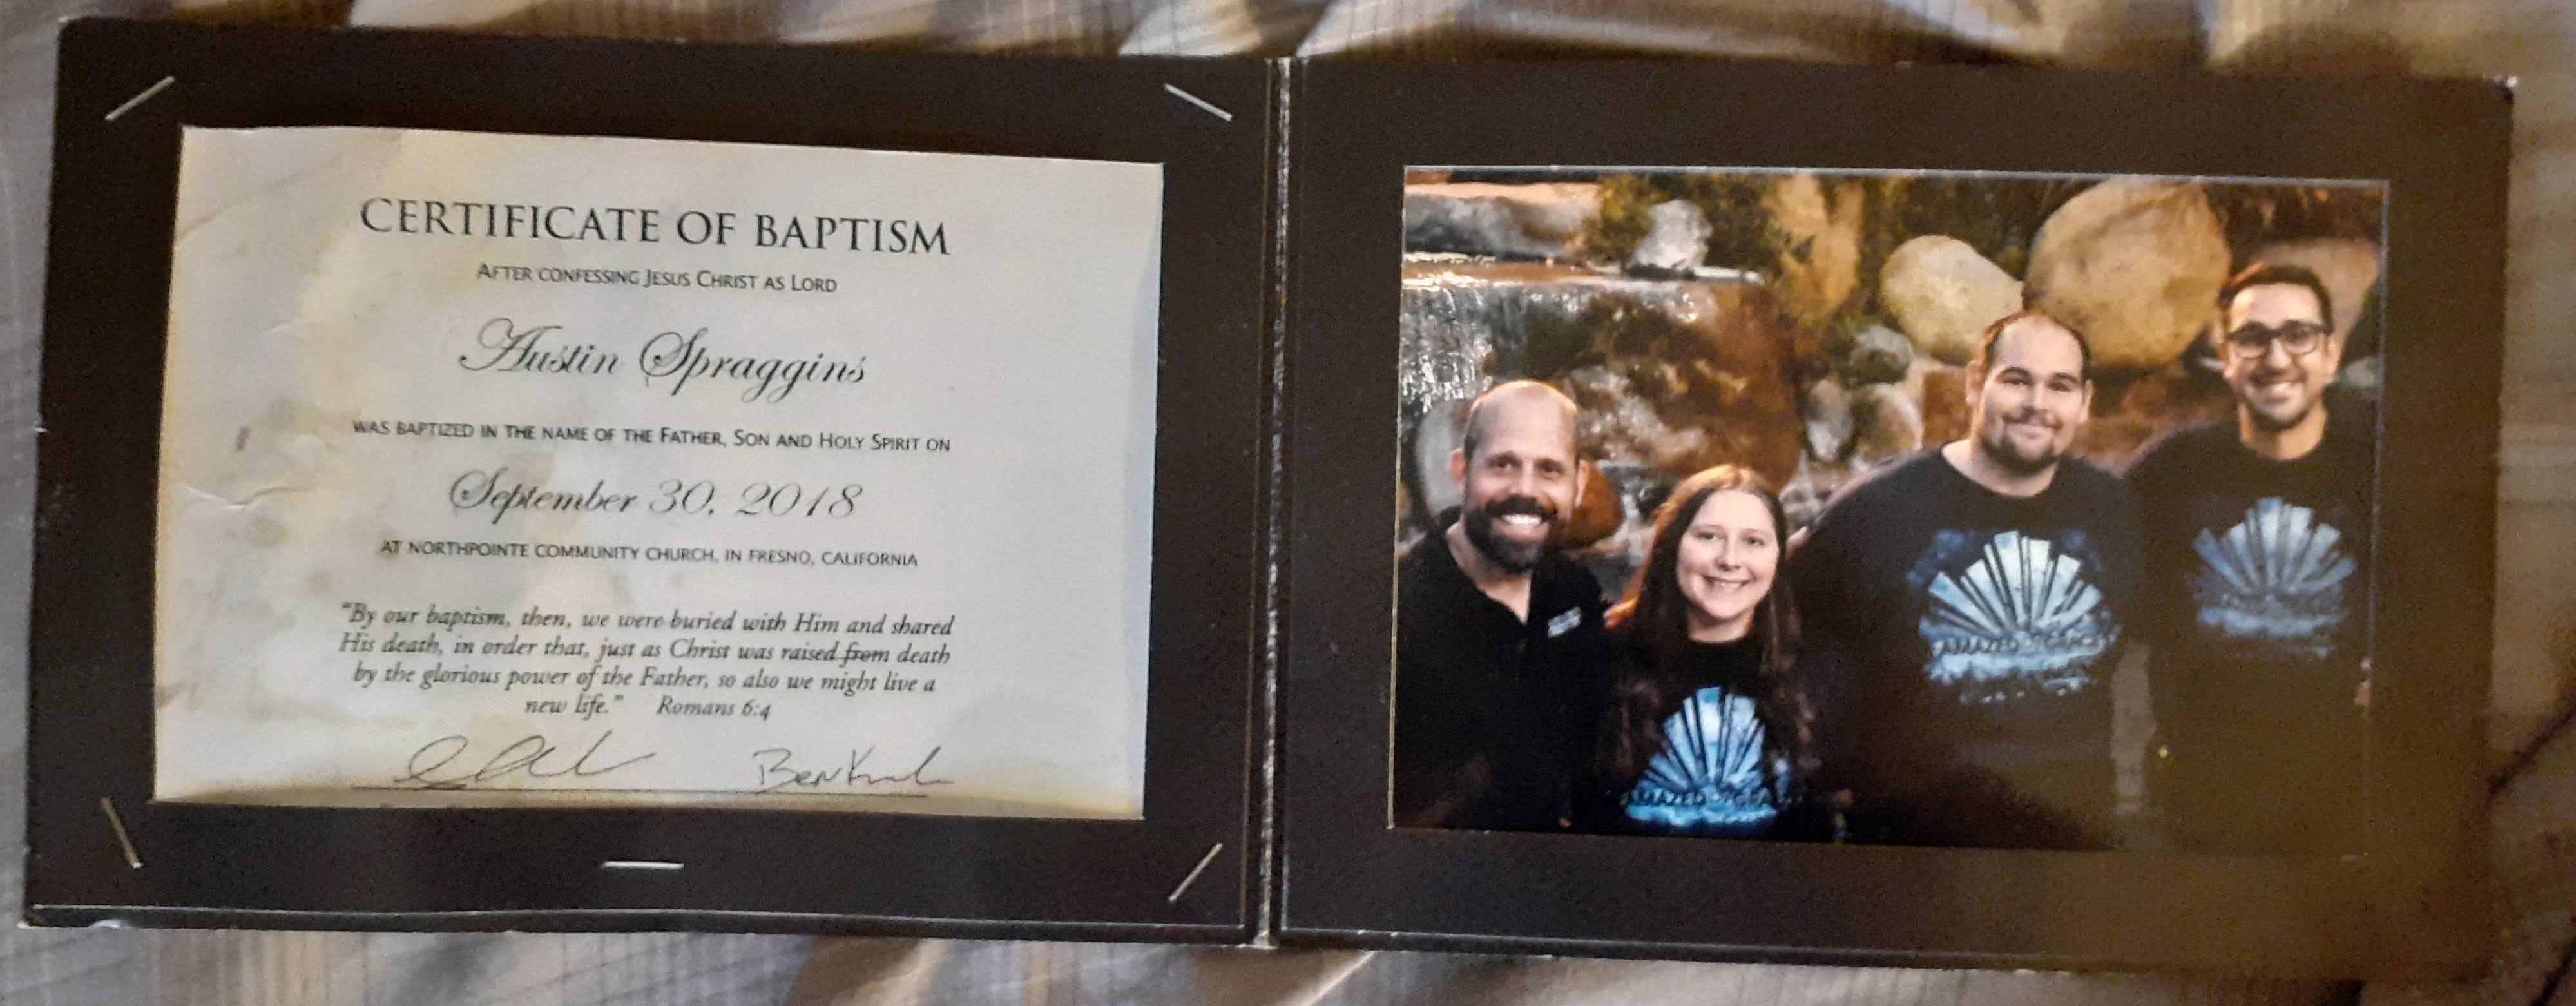 CERTIFICATE OF BAPTISM
AFTER CONFESSING JESUS CHRIST AS LORD
Austin Spraggins
WAS BAPTIZED IN THE NAME OF THE FATHER, SON AND HOLY SPIRIT ON
September 30, 2018
AT NORTHPOINTE COMMUNITY CHURCH, IN FRESNO, CALIFORNIA
"By our baptism, then, we were buried with Him and shared
His death, in order that, just as Christ was raised from death
by the glorious power of the Father, so also we might live a
new life." Romans 6:4
Ben
AMAZED
AMAZED